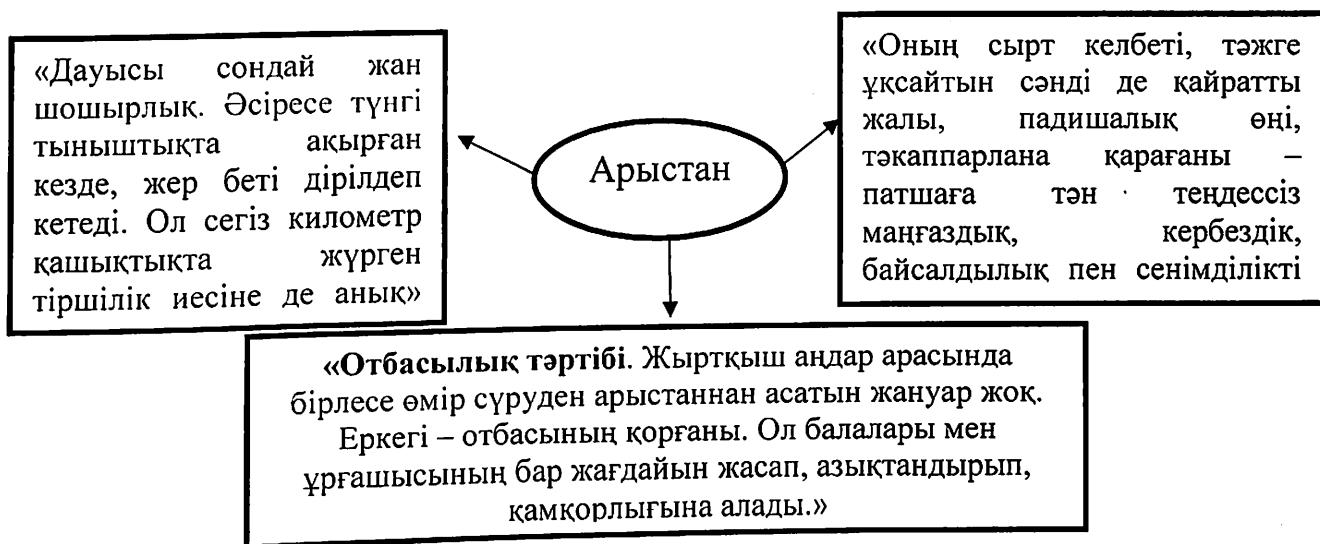 «Дауысы сондай жан
шошырлық. Әсіресе түнгі
тыныштықта ақырған
кезде, жер беті дірілдеп
кетеді. Ол сегіз километр
қашықтықта жүрген
тіршілік иесіне де анық»
Арыстан
«Оның сырт келбеті, тәжге
ұқсайтын сәнді де қайратты
жалы, падишалық өңі,
тәкаппарлана қарағаны –
патшаға тән теңдессіз
маңғаздық, кербездік,
байсалдылық пен сенімділікті
«Отбасылық тәртібі. Жыртқыш аңдар арасында
бірлесе өмір сүруден арыстаннан асатын жануар жоқ.
Еркегі – отбасының қорғаны. Ол балалары мен
ұрғашысының бар жағдайын жасап, азықтандырып,
қамқорлығына алады.»